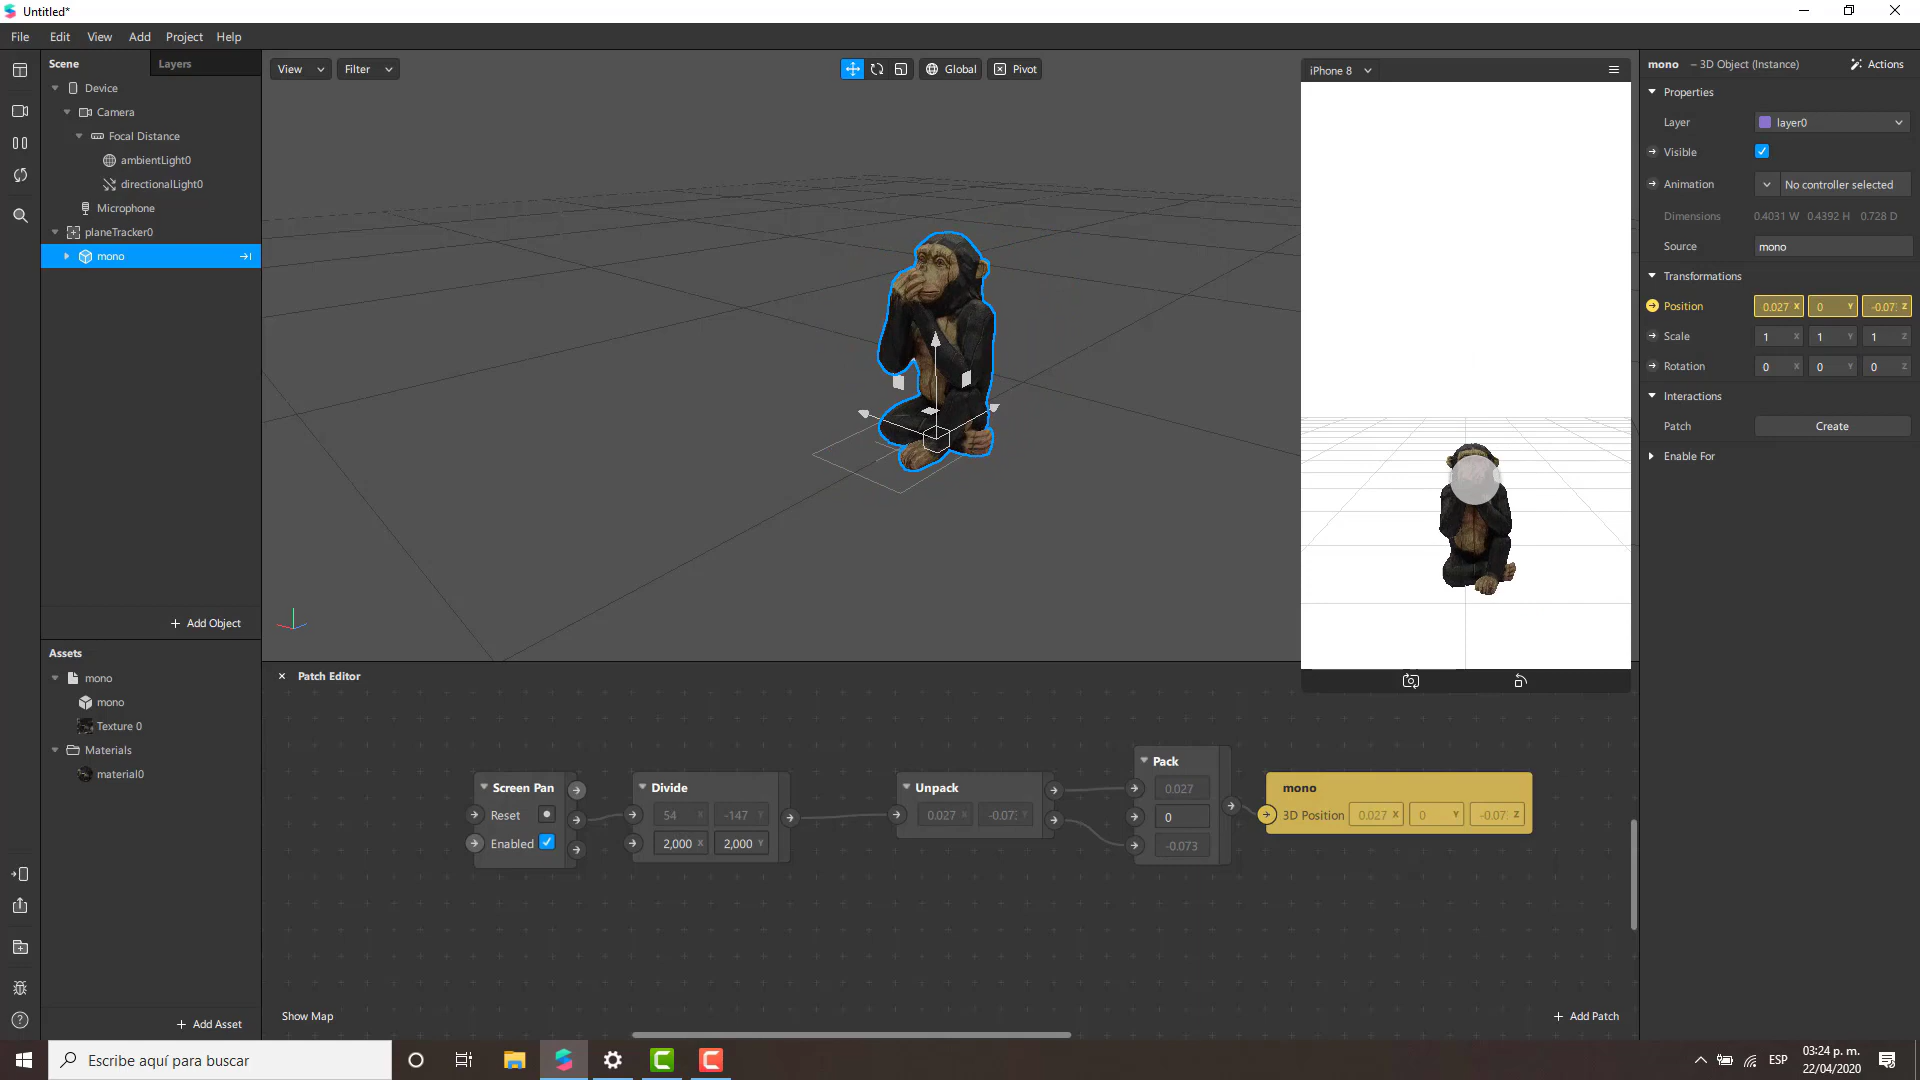 Untitled*
File Edit View Add Project Help
Scene Layers
Device
Camera
Focal Distance
ambientLight0
directionalLight0
Microphone
planeTracker0
mono
+ Add Object
Assets
mono
mono
Texture 0
Materials
material0
+ Add Asset
View Filter Global Pivot
iPhone 8
mono – 3D Object (Instance) Actions
Properties
Layer layer0
Visible
Animation No controller selected
Dimensions 0.4031 W 0.4392 H 0.728 D
Source mono
Transformations
Position 0.027 X 0 Y -0.07 Z
Scale 1 X 1 Y 1 Z
Rotation 0 X 0 Y 0 Z
Interactions
Patch Create
Enable For
× Patch Editor
Screen Pan
Reset
Enabled
Divide
54 X -147 Y
2,000 X 2,000 Y
Unpack
0.027 X -0.07 Y
Pack
0.027
0
-0.073
mono
3D Position 0.027 X 0 Y -0.07 Z
Show Map + Add Patch
Escribe aquí para buscar
ESP
03:24 p. m.
22/04/2020